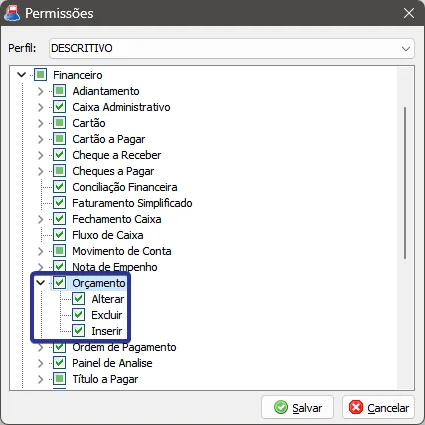 Permissões
Perfil: DESCRITIVO
Financeiro
Adiantamento
Caixa Administrativo
Cartão
Cartão a Pagar
Cheque a Receber
Cheques a Pagar
Conciliação Financeira
Faturamento Simplificado
Fechamento Caixa
Fluxo de Caixa
Movimento de Conta
Nota de Empenho
Orçamento
Alterar
Excluir
Inserir
Ordem de Pagamento
Painel de Analise
Título a Pagar
Salvar Cancelar